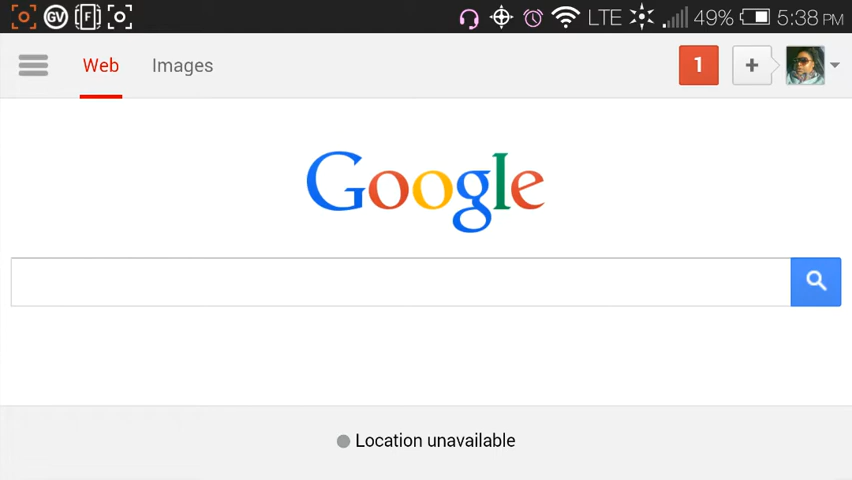 GV F LTE 49% 5:38 PM
Web Images 1 +
Google
Location unavailable